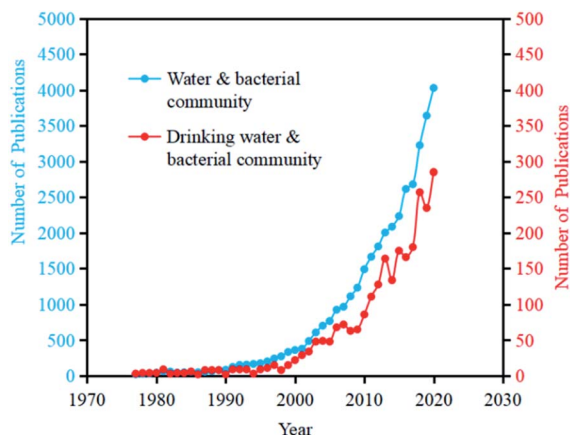 5000
4500
4000
3500
3000
2500
2000
1500
1000
500
0
Number of Publications
Water & bacterial
community
Drinking water &
bacterial community
500
450
400
350
300
250
200
150
100
50
0
Number of Publications
1970 1980 1990 2000 2010 2020 2030
Year